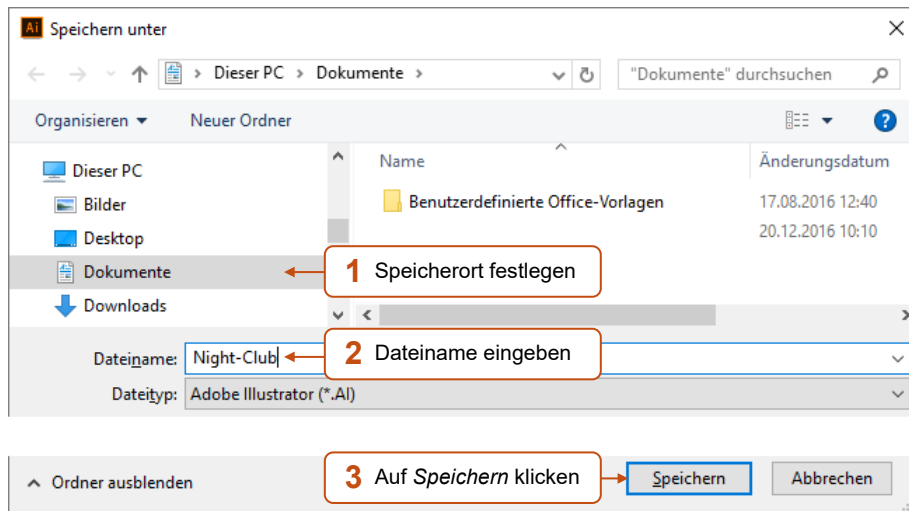 Ai Speichern unter
Dieser PC > Dokumente > "Dokumente" durchsuchen
Organisieren Neuer Ordner ?
Name Änderungsdatum
Dieser PC
Bilder
Benutzerdefinierte Office-Vorlagen 17.08.2016 12:40
Desktop
20.12.2016 10:10
Dokumente
1 Speicherort festlegen
Downloads
Dateiname: Night-Club
2 Dateiname eingeben
Dateityp: Adobe Illustrator (*.AI)
Ordner ausblenden
3 Auf Speichern klicken
Speichern Abbrechen